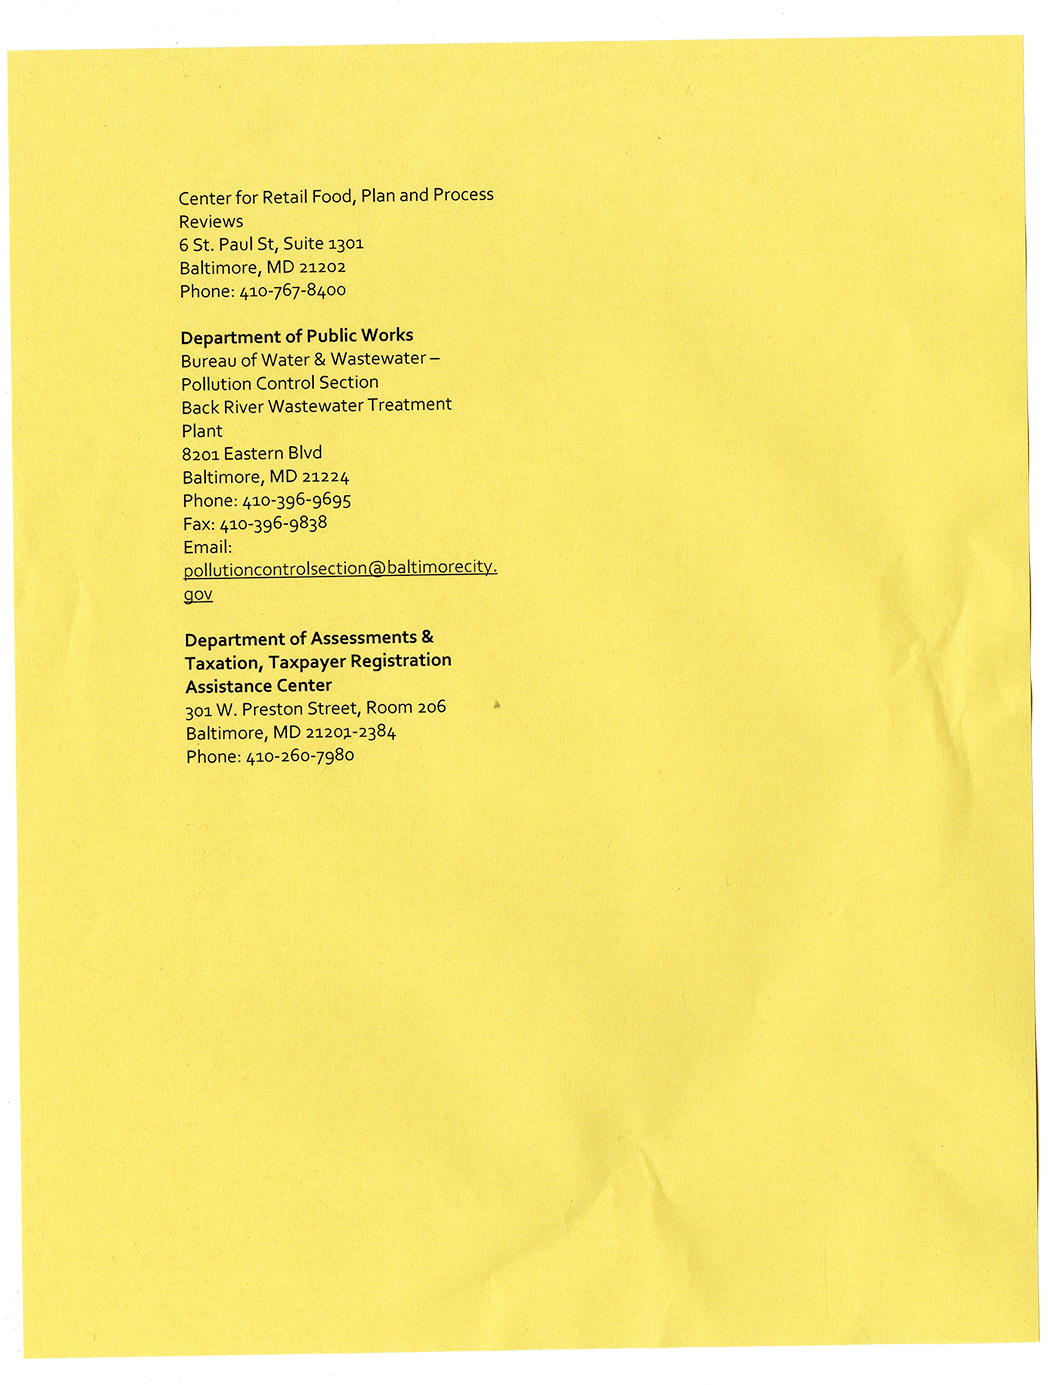 Center for Retail Food, Plan and Process
Reviews
6 St. Paul St, Suite 1301
Baltimore, MD 21202
Phone: 410-767-8400
Department of Public Works
Bureau of Water & Wastewater –
Pollution Control Section
Back River Wastewater Treatment
Plant
8201 Eastern Blvd
Baltimore, MD 21224
Phone: 410-396-9695
Fax: 410-396-9838
Email:
pollutioncontrolsection@baltimorecity.
gov
Department of Assessments &
Taxation, Taxpayer Registration
Assistance Center
301 W. Preston Street, Room 206
Baltimore, MD 21201-2384
Phone: 410-260-7980